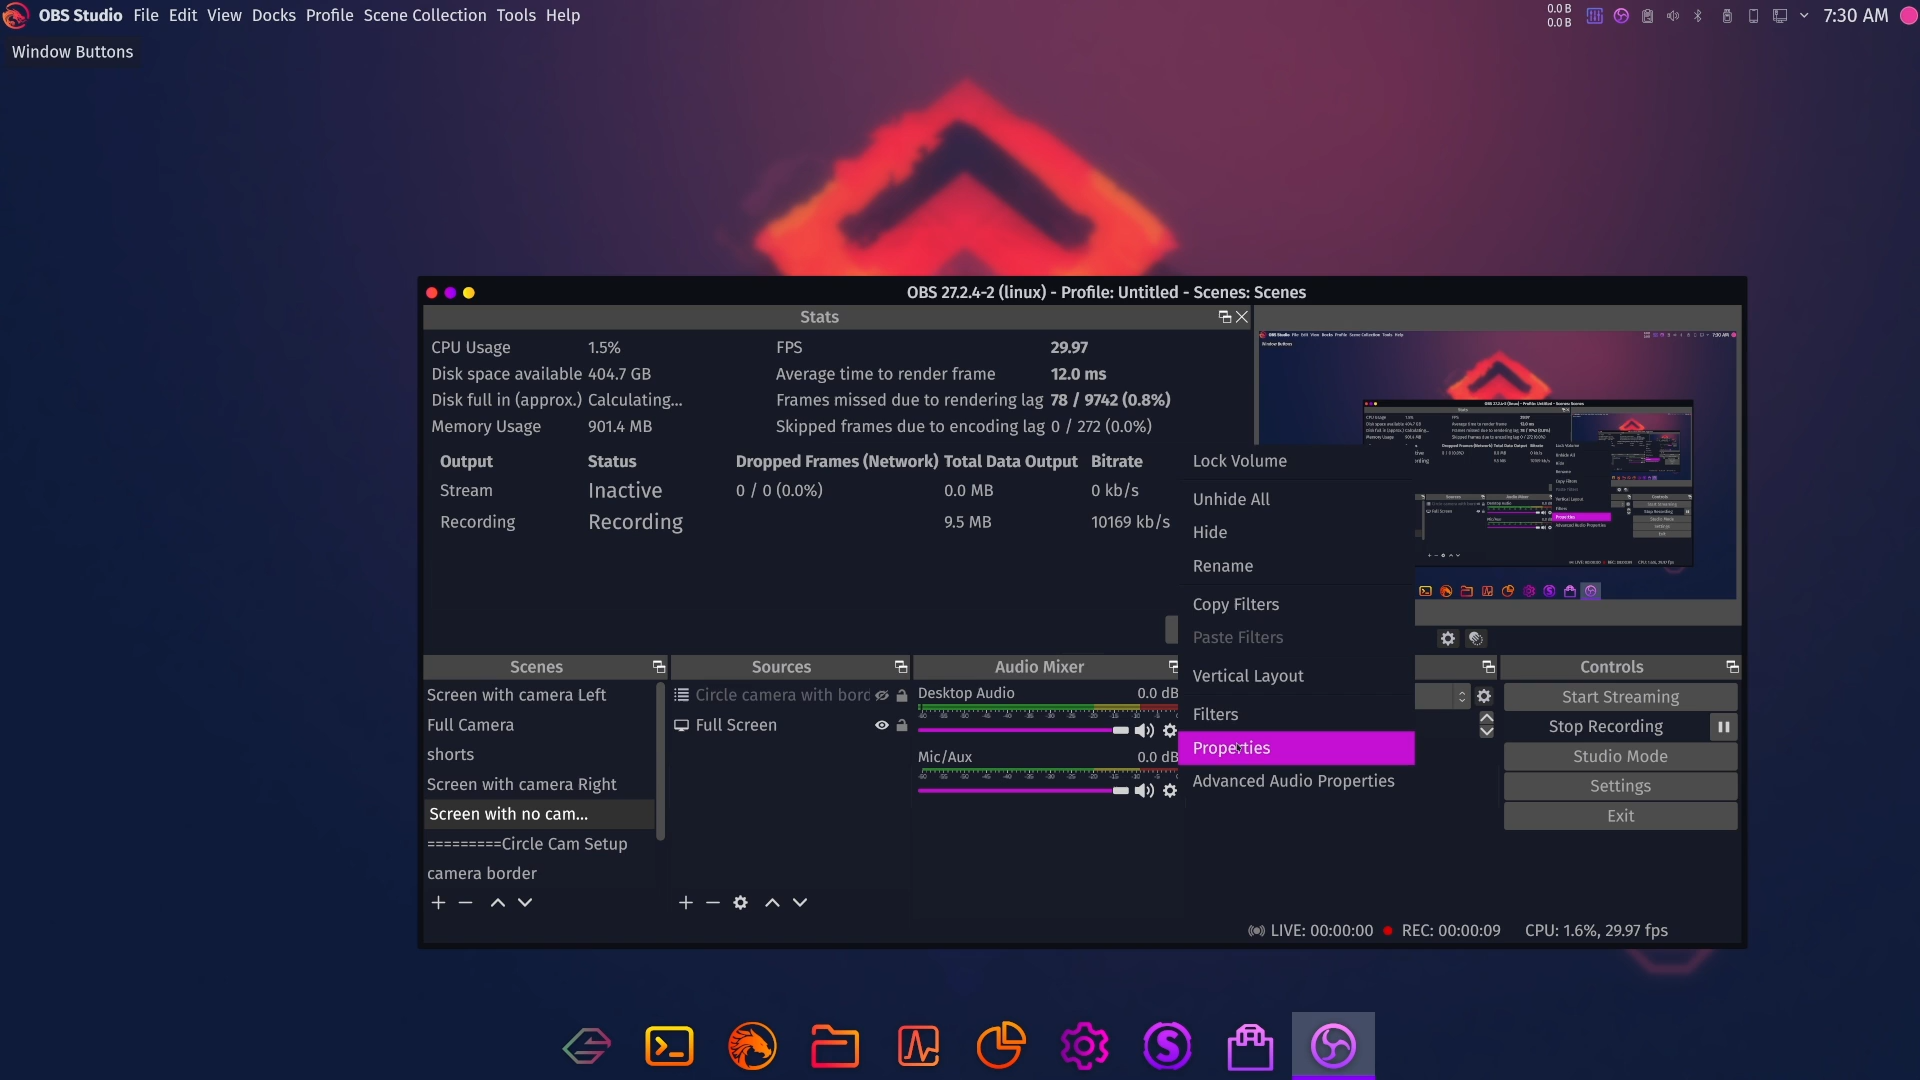 OBS Studio File Edit View Docks Profile Scene Collection Tools Help
0.0 B
0.0 B
7:30 AM
Window Buttons
OBS 27.2.4-2 (linux) - Profile: Untitled - Scenes: Scenes
Stats
CPU Usage 1.5% FPS 29.97
Disk space available 404.7 GB Average time to render frame 12.0 ms
Disk full in (approx.) Calculating... Frames missed due to rendering lag 78 / 9742 (0.8%)
Memory Usage 901.4 MB Skipped frames due to encoding lag 0 / 272 (0.0%)
Output Status Dropped Frames (Network) Total Data Output Bitrate
Stream Inactive 0 / 0 (0.0%) 0.0 MB 0 kb/s
Recording Recording 9.5 MB 10169 kb/s
Lock Volume
Unhide All
Hide
Rename
Copy Filters
Paste Filters
Vertical Layout
Filters
Properties
Advanced Audio Properties
Scenes
Screen with camera Left
Full Camera
shorts
Screen with camera Right
Screen with no cam...
=========Circle Cam Setup
camera border
Sources
Circle camera with bord
Full Screen
Audio Mixer
Desktop Audio 0.0 dB
Mic/Aux 0.0 dB
Controls
Start Streaming
Stop Recording
Studio Mode
Settings
Exit
LIVE: 00:00:00 REC: 00:00:09 CPU: 1.6%, 29.97 fps